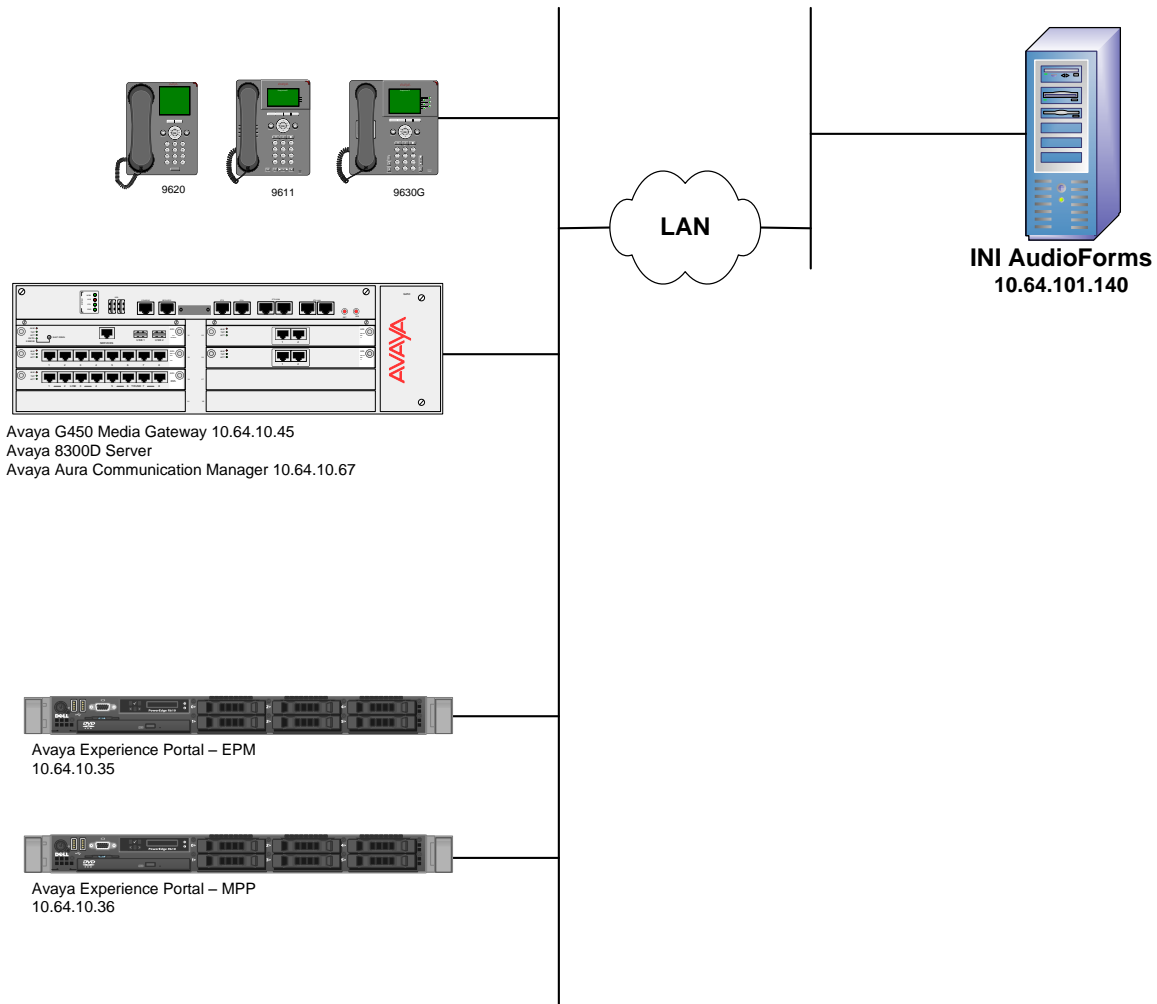 9620
9611
9630G
LAN
INI AudioForms
10.64.101.140
AVAYA
Avaya G450 Media Gateway 10.64.10.45
Avaya 8300D Server
Avaya Aura Communication Manager 10.64.10.67
DELL
Avaya Experience Portal – EPM
10.64.10.35
DELL
Avaya Experience Portal – MPP
10.64.10.36